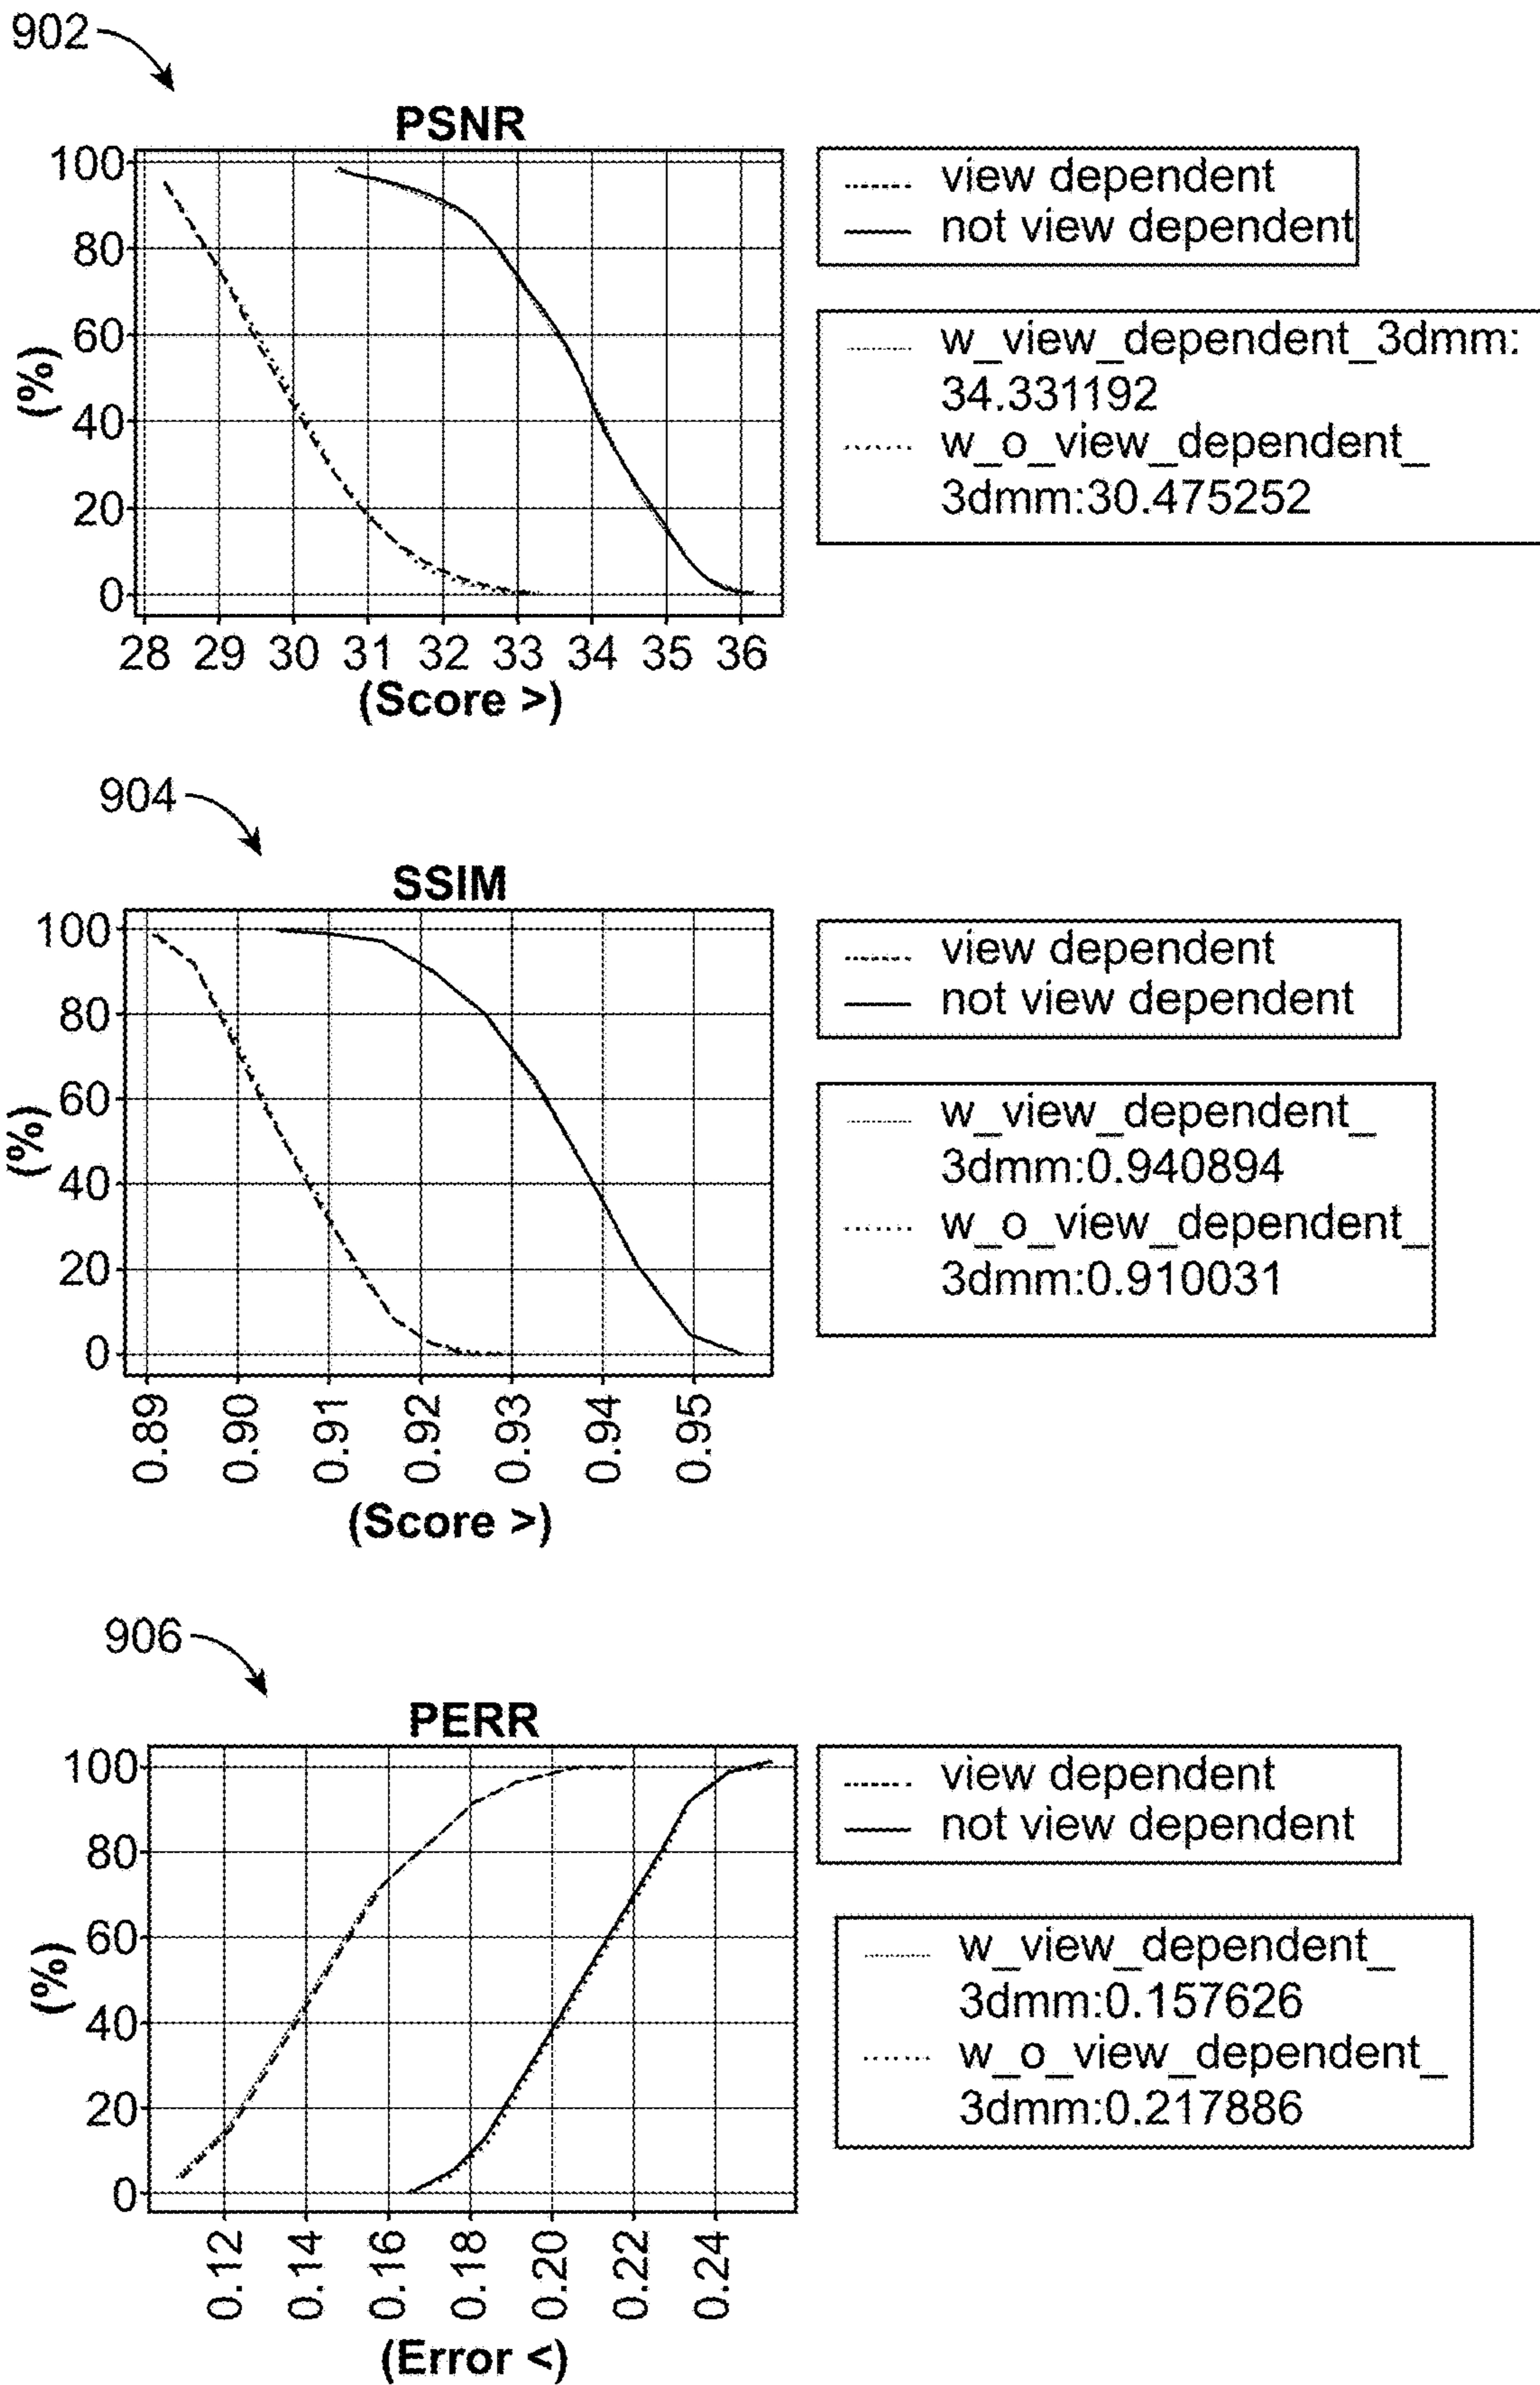 902
PSNR
100
80
60
40
20
0
(%)
28 29 30 31 32 33 34 35 36
(Score >)
view dependent
not view dependent
w_view_dependent_3dmm:
34.331192
w_o_view_dependent_
3dmm:30.475252
904
SSIM
100
80
60
40
20
0
(%)
0.89 0.90 0.91 0.92 0.93 0.94 0.95
(Score >)
view dependent
not view dependent
w_view_dependent_
3dmm:0.940894
w_o_view_dependent_
3dmm:0.910031
906
PERR
100
80
60
40
20
0
(%)
0.12 0.14 0.16 0.18 0.20 0.22 0.24
(Error <)
view dependent
not view dependent
w_view_dependent_
3dmm:0.157626
w_o_view_dependent_
3dmm:0.217886